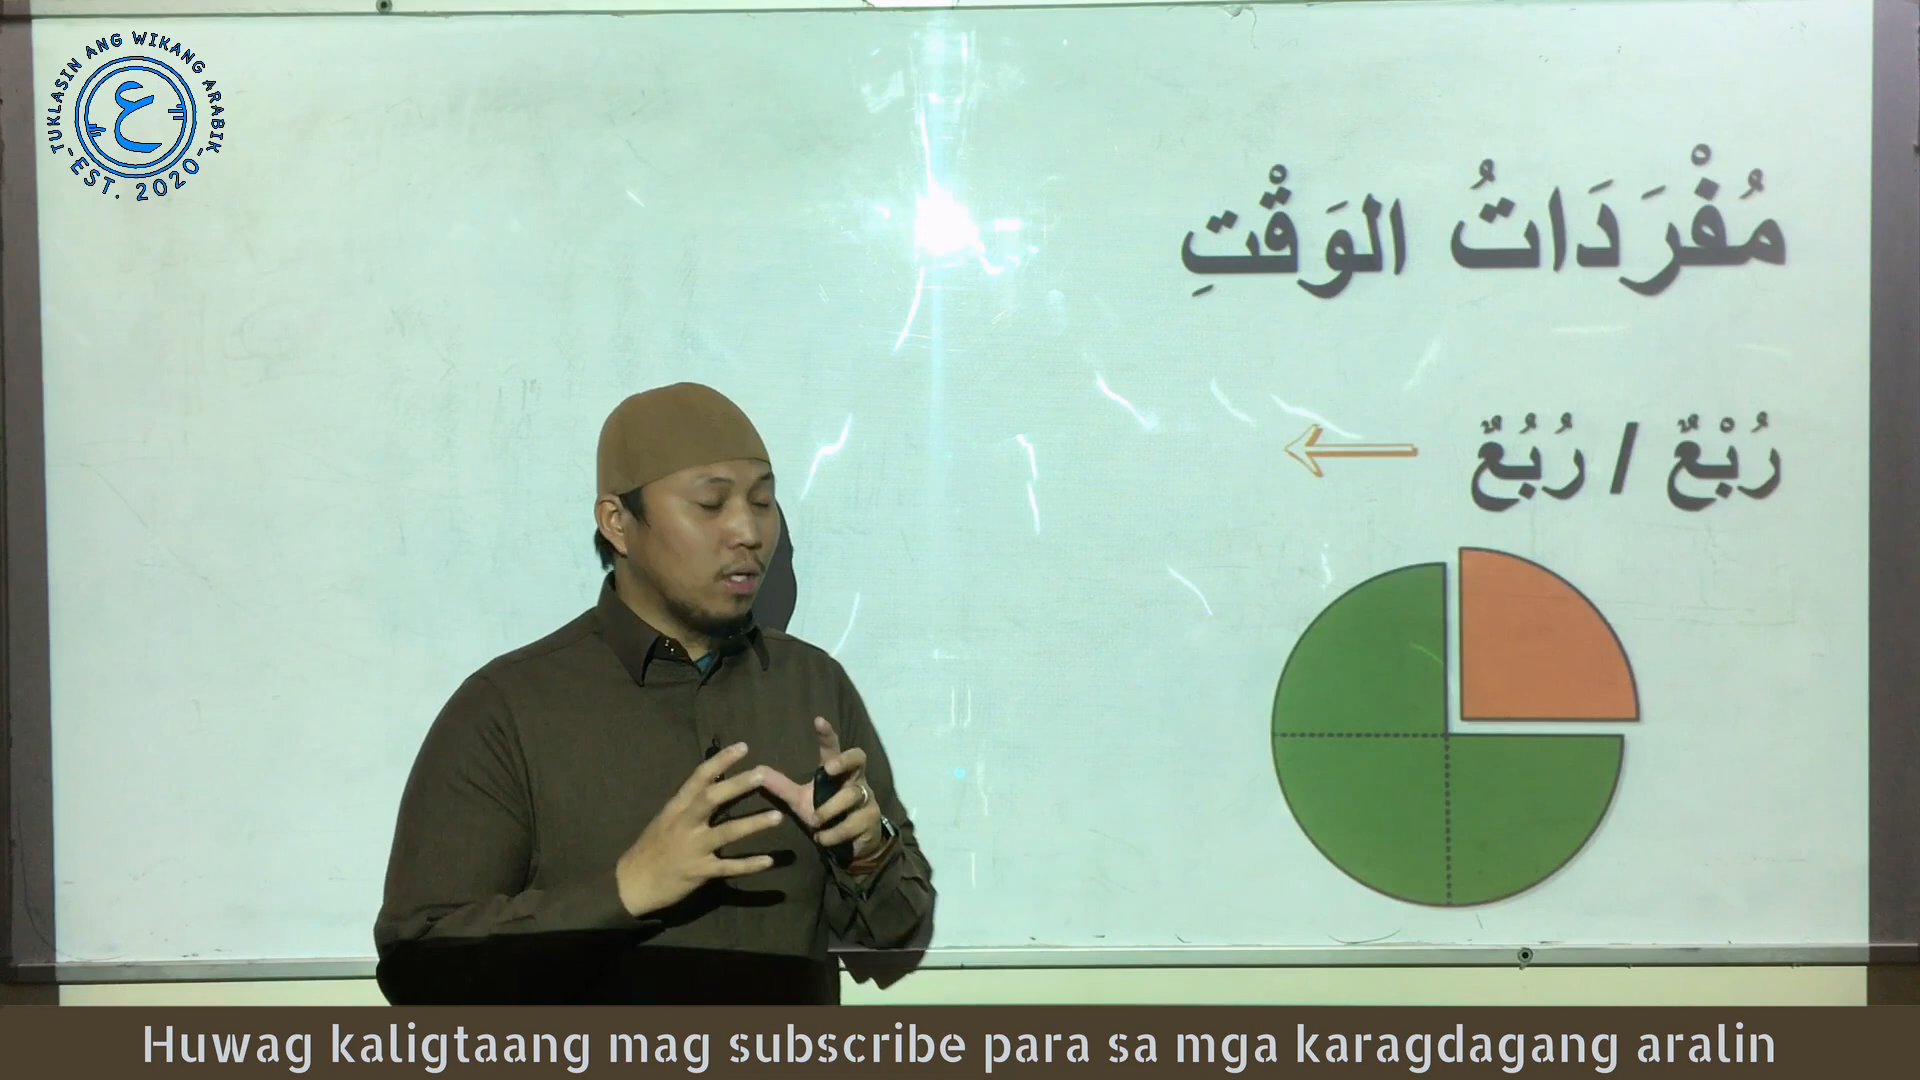 TUKLASIN ANG WIKANG ARABIK
ع
-EST. 2020-
مُفْرَدَاتُ الوَقْتِ
رُبْعٌ / رُبُعٌ
Huwag kaligtaang mag subscribe para sa mga karagdagang aralin